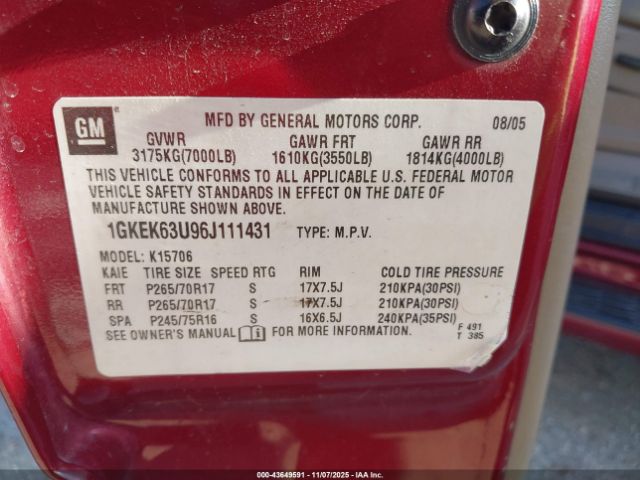 GM
MFD BY GENERAL MOTORS CORP. 08/05
GVWR GAWR FRT GAWR RR
3175KG(7000LB) 1610KG(3550LB) 1814KG(4000LB)
THIS VEHICLE CONFORMS TO ALL APPLICABLE U.S. FEDERAL MOTOR
VEHICLE SAFETY STANDARDS IN EFFECT ON THE DATE OF
MANUFACTURE SHOWN ABOVE.
1GKEK63U96J111431 TYPE: M.P.V.
MODEL: K15706
KAIE TIRE SIZE SPEED RTG RIM COLD TIRE PRESSURE
FRT P265/70R17 S 17X7.5J 210KPA(30PSI)
RR P265/70R17 S 17X7.5J 210KPA(30PSI)
SPA P245/75R16 S 16X6.5J 240KPA(35PSI)
SEE OWNER'S MANUAL FOR MORE INFORMATION. F 491
T 385
000-43649591 - 11/07/2025 - IAA Inc.